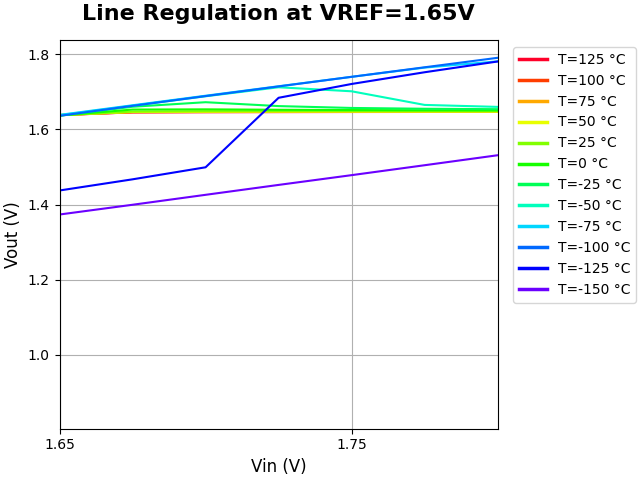 Line Regulation at VREF=1.65V
Vout (V)
1.8
1.6
1.4
1.2
1.0
1.65
1.75
Vin (V)
T=125 °C
T=100 °C
T=75 °C
T=50 °C
T=25 °C
T=0 °C
T=-25 °C
T=-50 °C
T=-75 °C
T=-100 °C
T=-125 °C
T=-150 °C